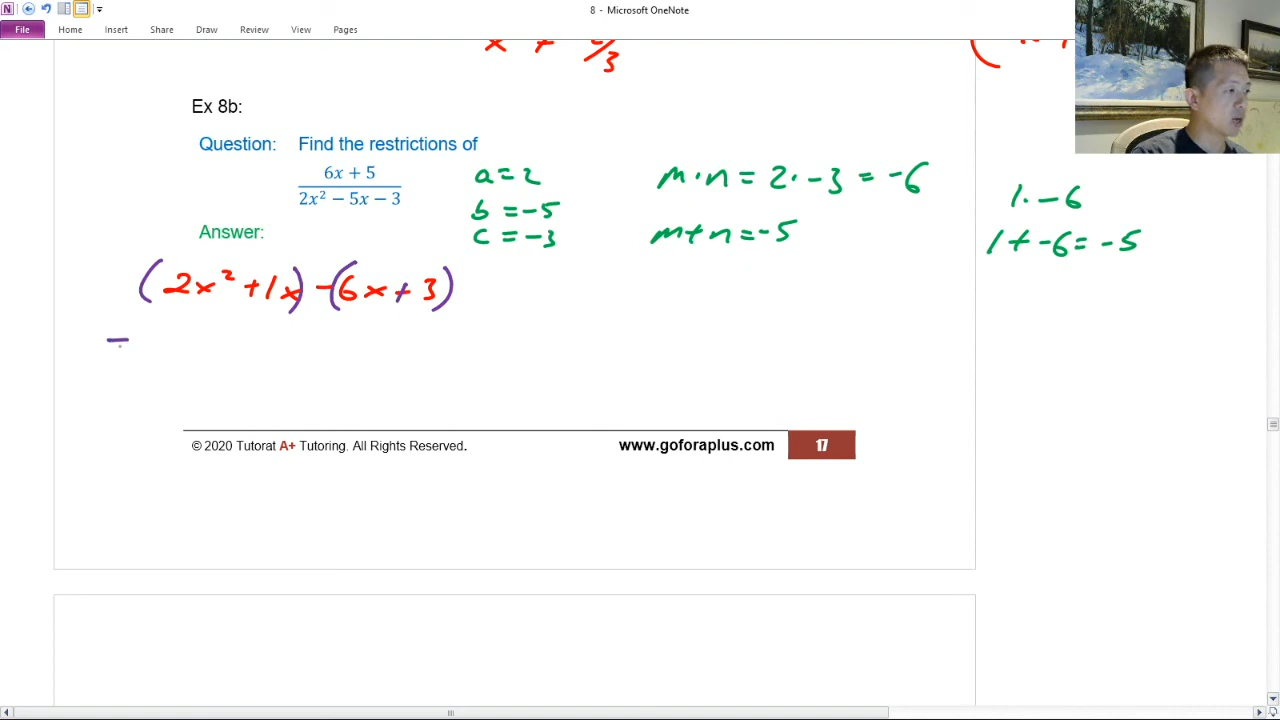 8 - Microsoft OneNote
File Home Insert Share Draw Review View Pages
Ex 8b:
Question: Find the restrictions of
6x + 5
2x² − 5x − 3
a = 2
b = -5
c = -3
m · n = 2 · -3 = -6
m + n = -5
1 · -6
1 + -6 = -5
Answer:
(2x² + 1x) - (6x + 3)
=
© 2020 Tutorat A+ Tutoring. All Rights Reserved.
www.goforaplus.com 17